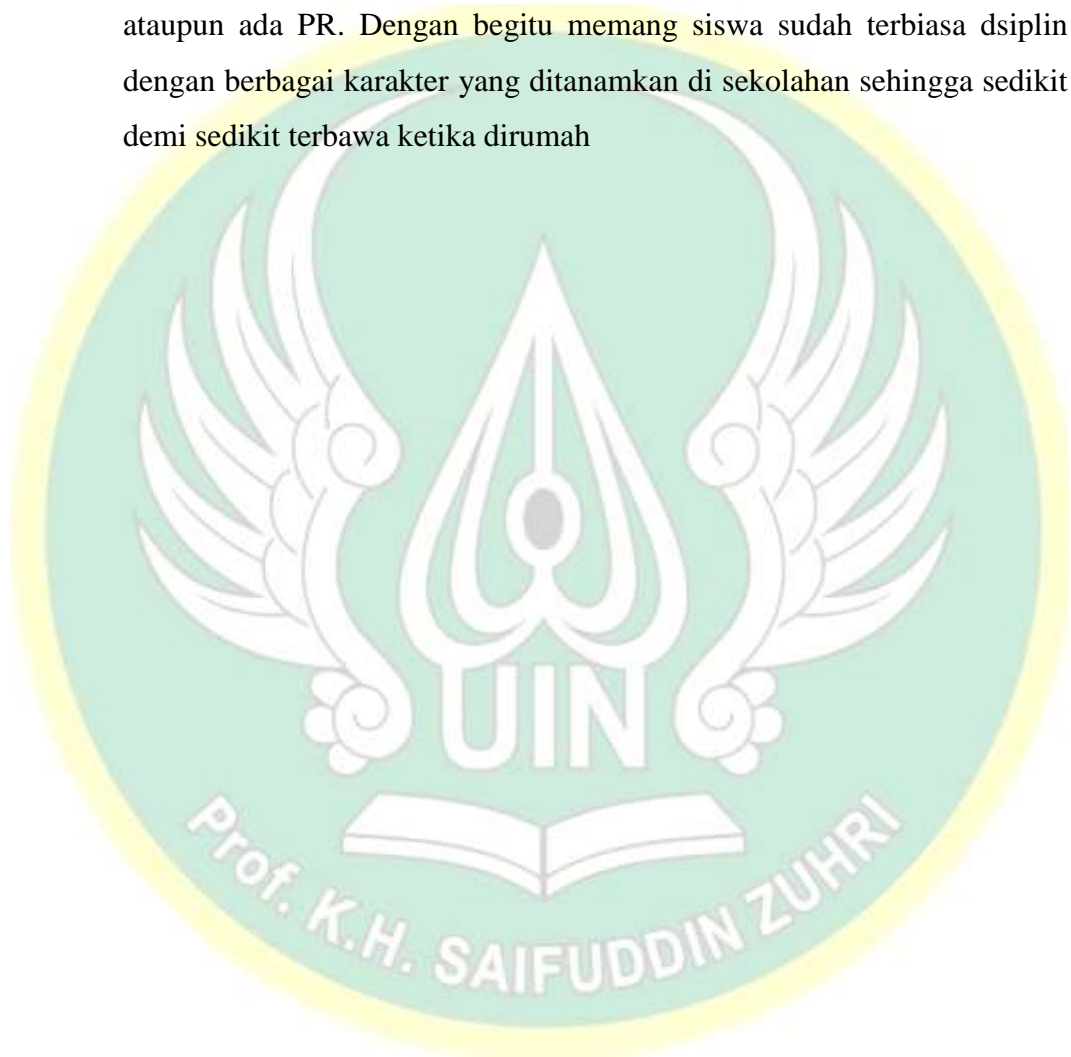 ataupun ada PR. Dengan begitu memang siswa sudah terbiasa dsiplin
dengan berbagai karakter yang ditanamkan di sekolahan sehingga sedikit
demi sedikit terbawa ketika dirumah
UIN
Prof. K.H. SAIFUDDIN ZUHRI